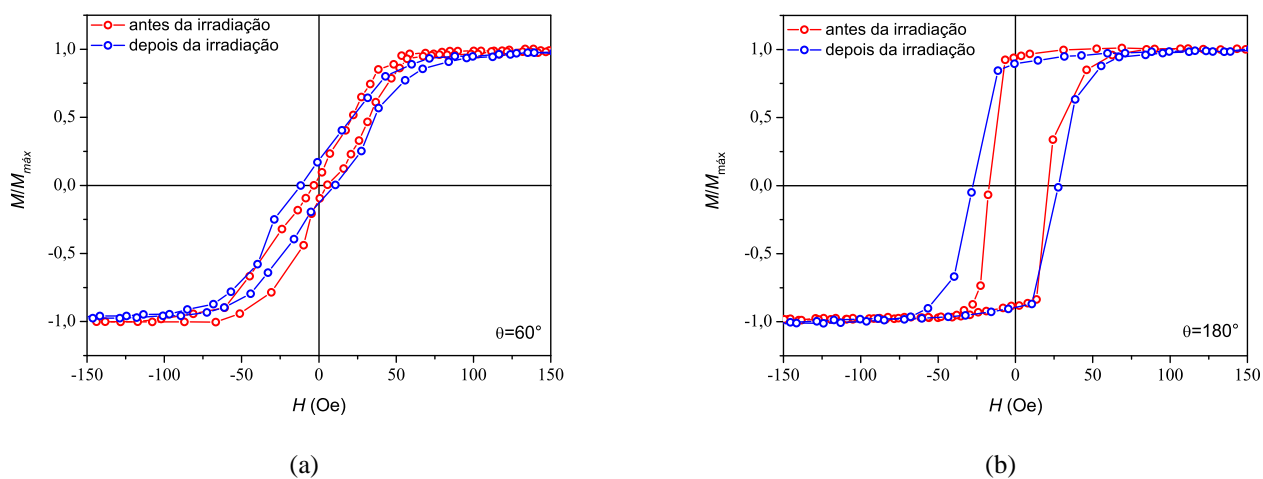 antes da irradiação
depois da irradiação
1,0
0,5
0,0
-0,5
-1,0
M/Mmáx
θ=60°
-150 -100 -50 0 50 100 150
H (Oe)
(a)
antes da irradiação
depois da irradiação
1,0
0,5
0,0
-0,5
-1,0
M/Mmáx
θ=180°
-150 -100 -50 0 50 100 150
H (Oe)
(b)